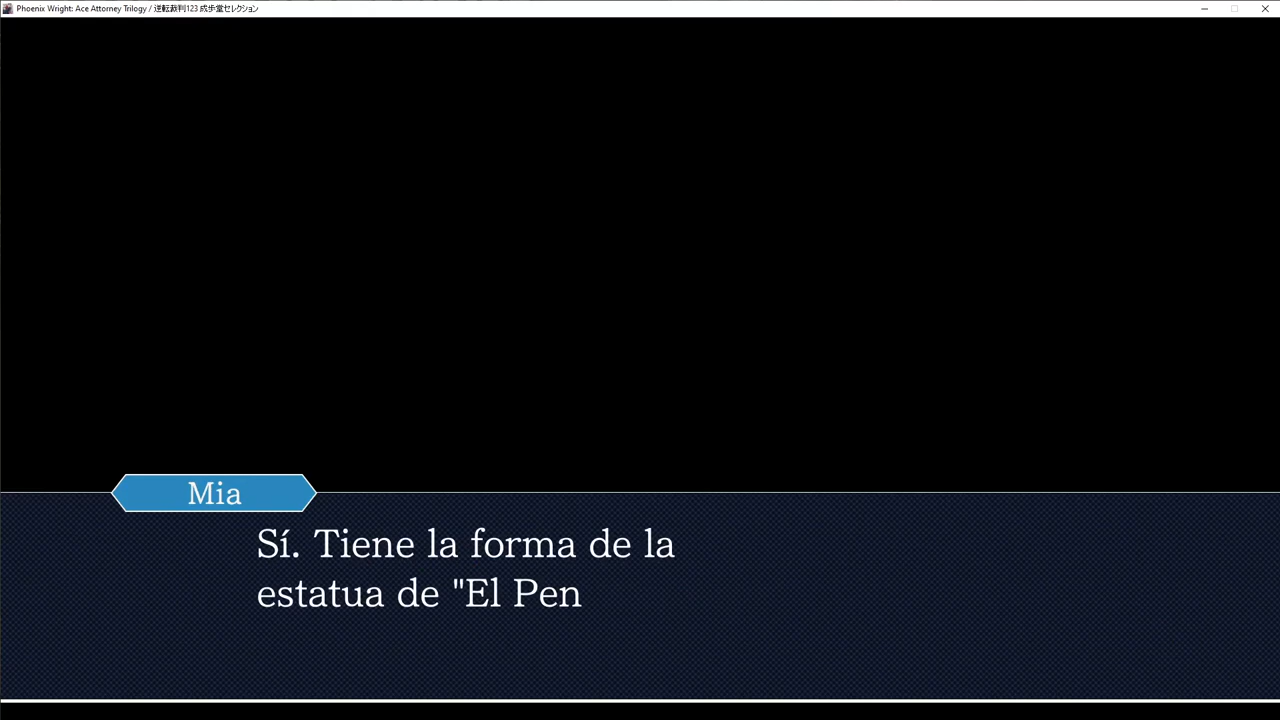 Phoenix Wright: Ace Attorney Trilogy / 逆転裁判123 成歩堂セレクション
Mia
Sí. Tiene la forma de la
estatua de "El Pen